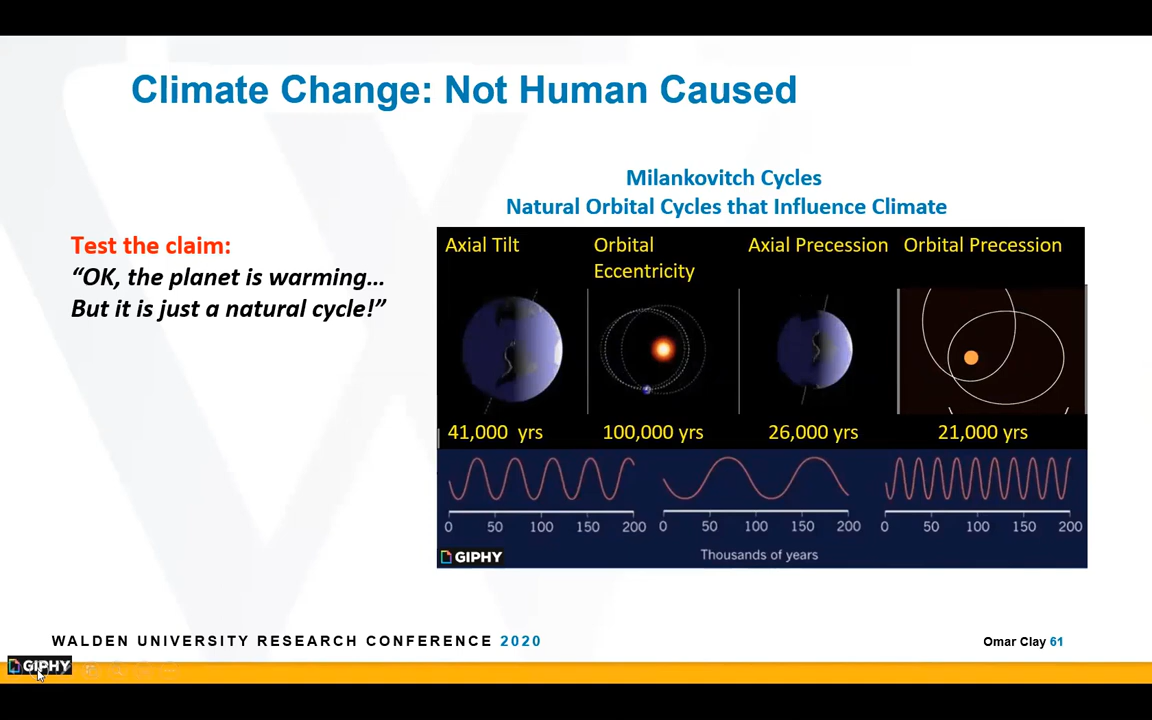 Climate Change: Not Human Caused
Milankovitch Cycles
Natural Orbital Cycles that Influence Climate
Test the claim:
“OK, the planet is warming…
But it is just a natural cycle!”
Axial Tilt
Orbital
Eccentricity
Axial Precession
Orbital Precession
41,000 yrs
100,000 yrs
26,000 yrs
21,000 yrs
0 50 100 150 200
0 50 100 150 200
0 50 100 150 200
Thousands of years
GIPHY
WALDEN UNIVERSITY RESEARCH CONFERENCE 2020
Omar Clay 61
GIPHY